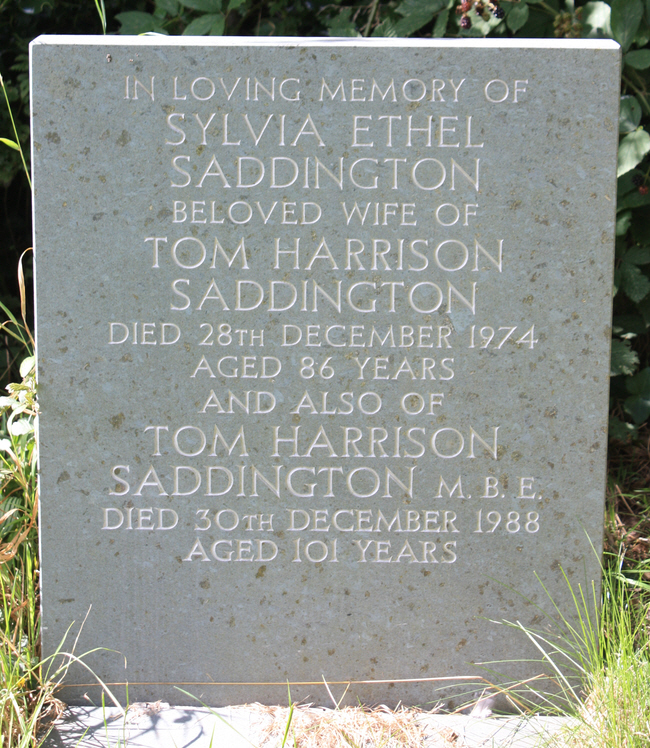 IN LOVING MEMORY OF
SYLVIA ETHEL
SADDINGTON
BELOVED WIFE OF
TOM HARRISON
SADDINGTON
DIED 28TH DECEMBER 1974
AGED 86 YEARS
AND ALSO OF
TOM HARRISON
SADDINGTON M.B.E.
DIED 30TH DECEMBER 1988
AGED 101 YEARS